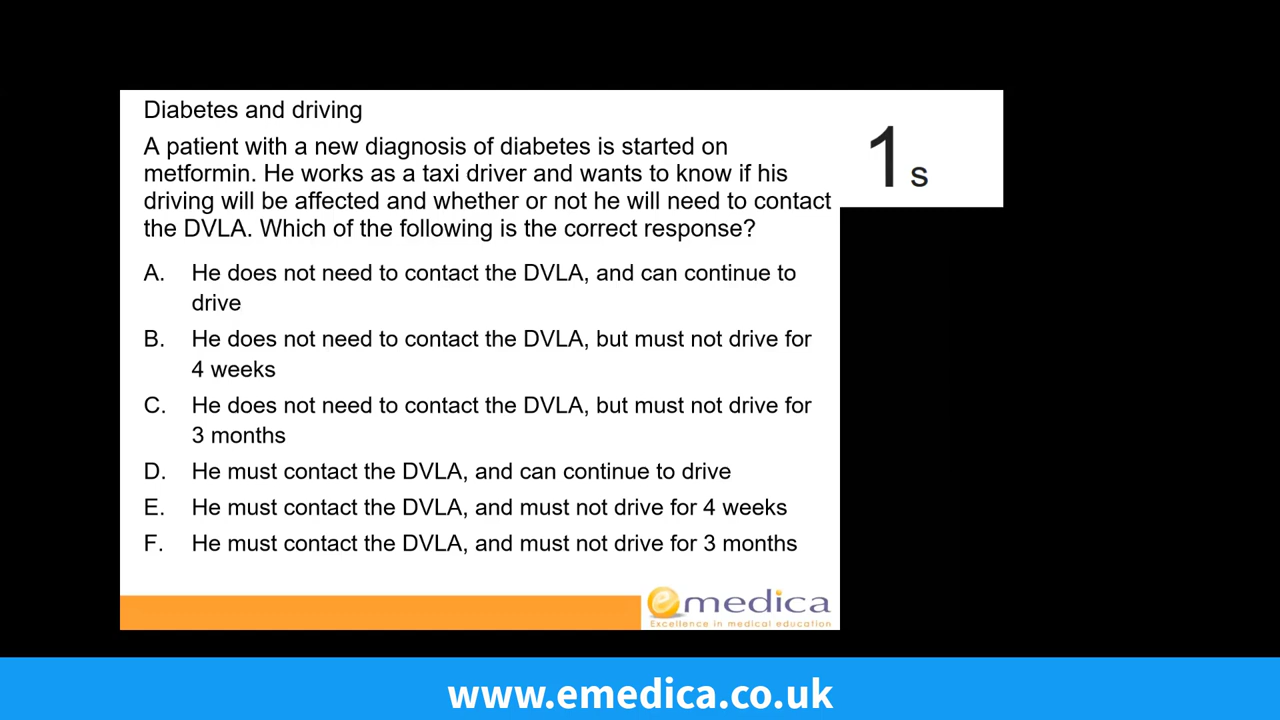 Diabetes and driving
A patient with a new diagnosis of diabetes is started on
metformin. He works as a taxi driver and wants to know if his
driving will be affected and whether or not he will need to contact
the DVLA. Which of the following is the correct response?
1s
A. He does not need to contact the DVLA, and can continue to
drive
B. He does not need to contact the DVLA, but must not drive for
4 weeks
C. He does not need to contact the DVLA, but must not drive for
3 months
D. He must contact the DVLA, and can continue to drive
E. He must contact the DVLA, and must not drive for 4 weeks
F. He must contact the DVLA, and must not drive for 3 months
emedica
Excellence in medical education
www.emedica.co.uk